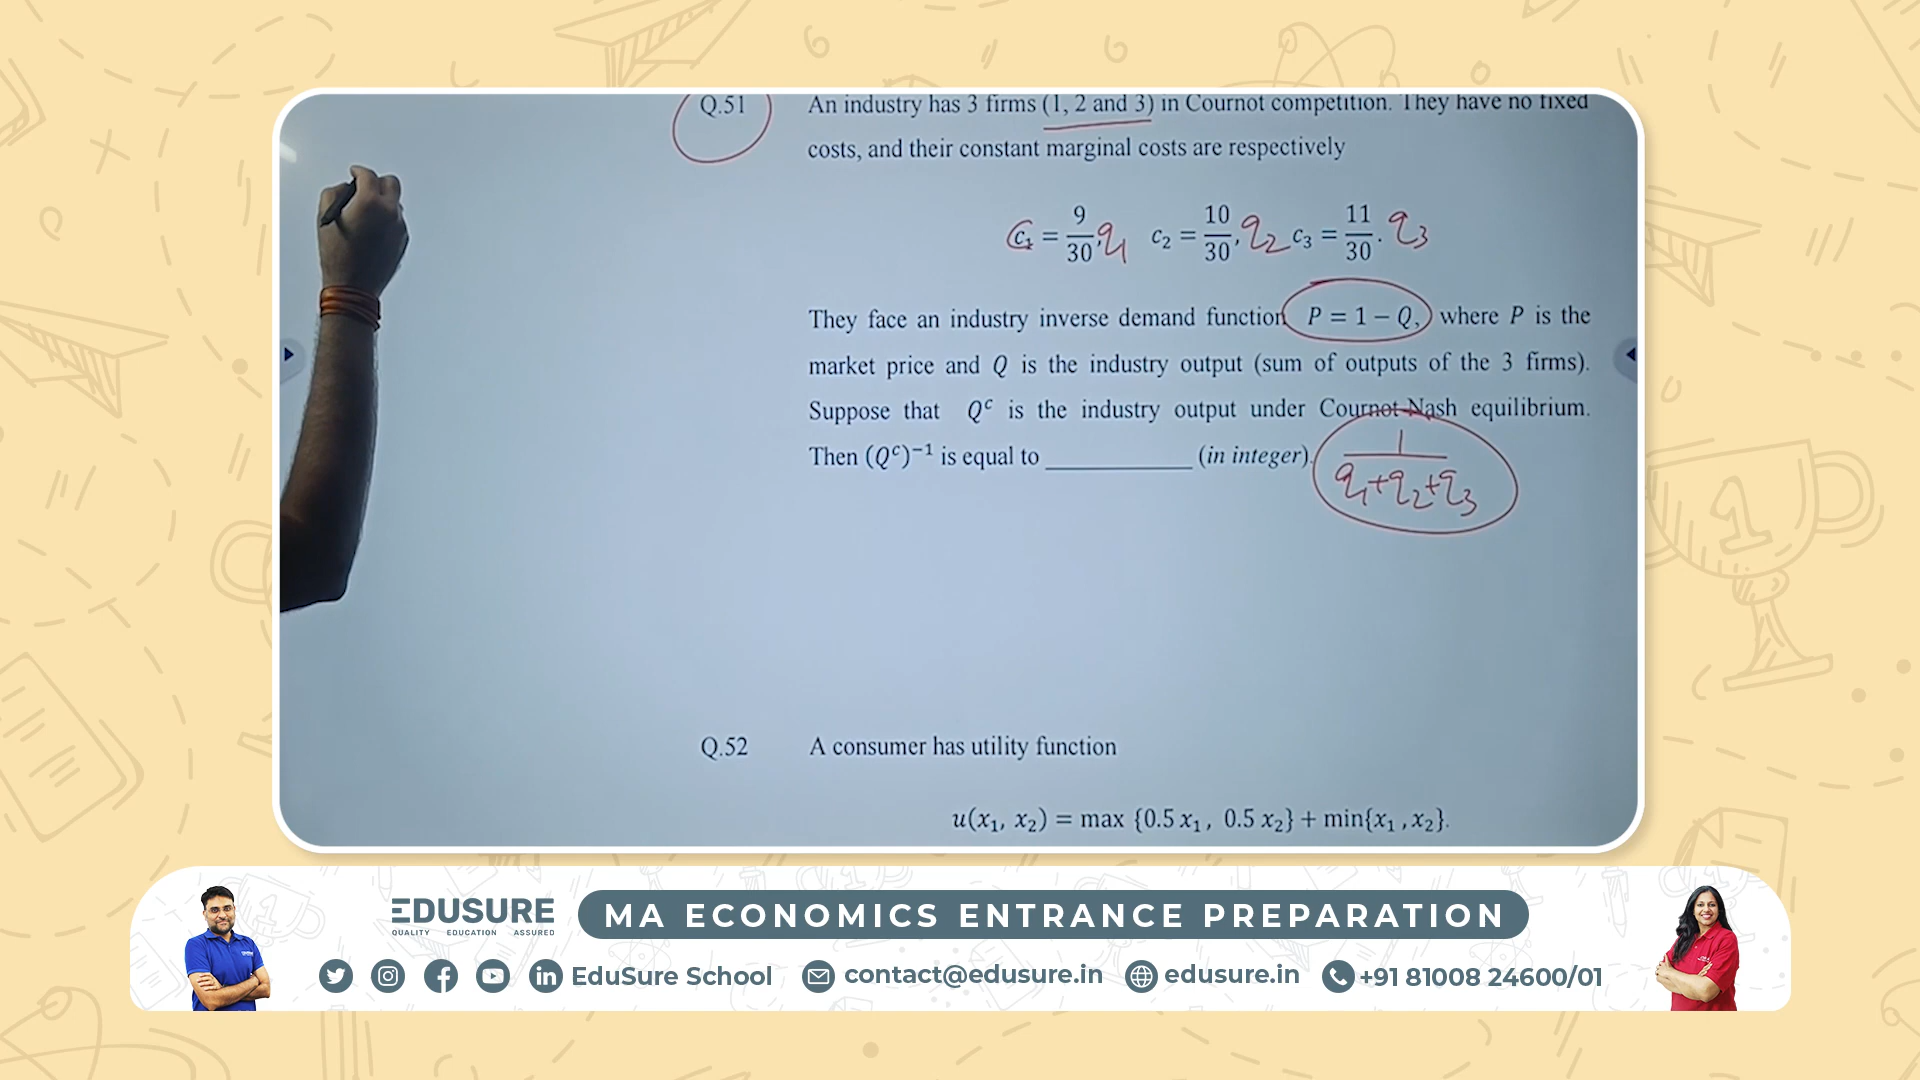 Q.51 An industry has 3 firms (1, 2 and 3) in Cournot competition. They have no fixed
costs, and their constant marginal costs are respectively
c₁ = 9/30, q₁ c₂ = 10/30, q₂ c₃ = 11/30. q₃
They face an industry inverse demand function P = 1 − Q, where P is the
market price and Q is the industry output (sum of outputs of the 3 firms).
Suppose that Qᶜ is the industry output under Cournot-Nash equilibrium.
Then (Qᶜ)⁻¹ is equal to ____________ (in integer).
1/(q₁+q₂+q₃)
Q.52 A consumer has utility function
u(x₁, x₂) = max {0.5 x₁, 0.5 x₂} + min{x₁, x₂}.
EDUSURE
QUALITY EDUCATION ASSURED
MA ECONOMICS ENTRANCE PREPARATION
EduSure School contact@edusure.in edusure.in +91 81008 24600/01